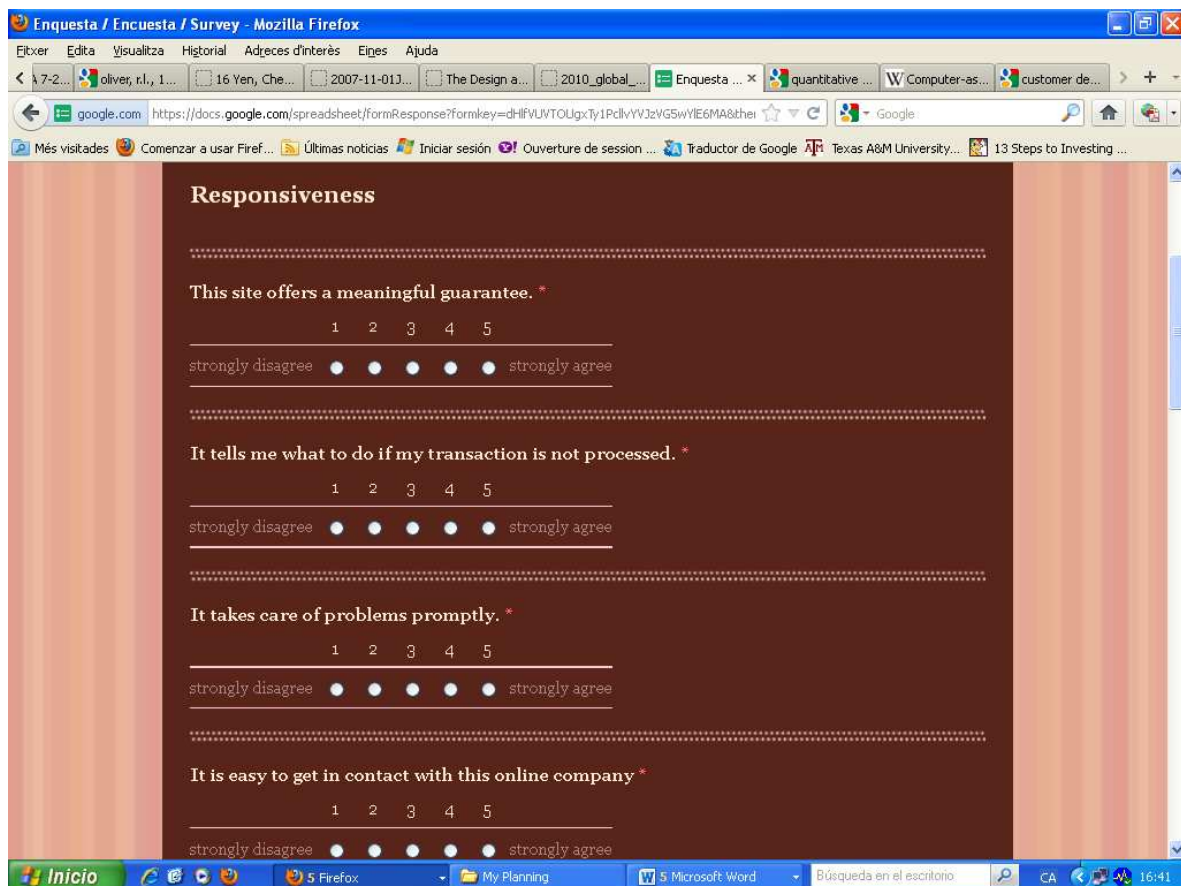 Enquesta / Encuesta / Survey - Mozilla Firefox
Fitxer Edita Visualitza Historial Adreces d'interès Eines Ajuda
7-2... oliver, r.l., 1... 16 Yen, Che... 2007-11-01J... The Design a... 2010_global_... Enquesta ... quantitative ... Computer-as... customer de...
google.com https://docs.google.com/spreadsheet/formResponse? Google
Més visitades Comenzar a usar Firef... Últimas noticias Iniciar sesión Ouverture de session ... Traductor de Google Texas A&M University... 13 Steps to Investing ...
Responsiveness
This site offers a meaningful guarantee. *
1 2 3 4 5
strongly disagree strongly agree
It tells me what to do if my transaction is not processed. *
1 2 3 4 5
strongly disagree strongly agree
It takes care of problems promptly. *
1 2 3 4 5
strongly disagree strongly agree
It is easy to get in contact with this online company *
1 2 3 4 5
strongly disagree strongly agree
Inicio 5 Firefox My Planning 5 Microsoft Word Búsqueda en el escritorio CA 16:41